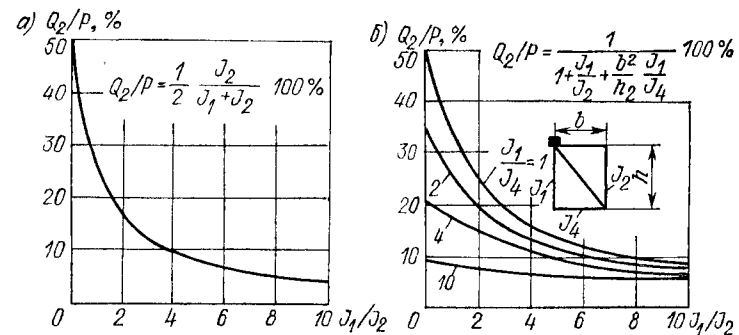 а) Q₂/P, %
50
40
30
20
10
0
2
4
6
8
10 J₁/J₂
Q₂/P = 1/2 J₂/(J₁+J₂) 100%
б) Q₂/P, %
50
40
30
20
10
0
2
4
6
8
10 J₁/J₂
Q₂/P = 1/(1+J₁/J₂+b²/h₂ J₁/J₄) 100%
J₁/J₄=1
2
4
10
b
h
J₁
J₂
J₄